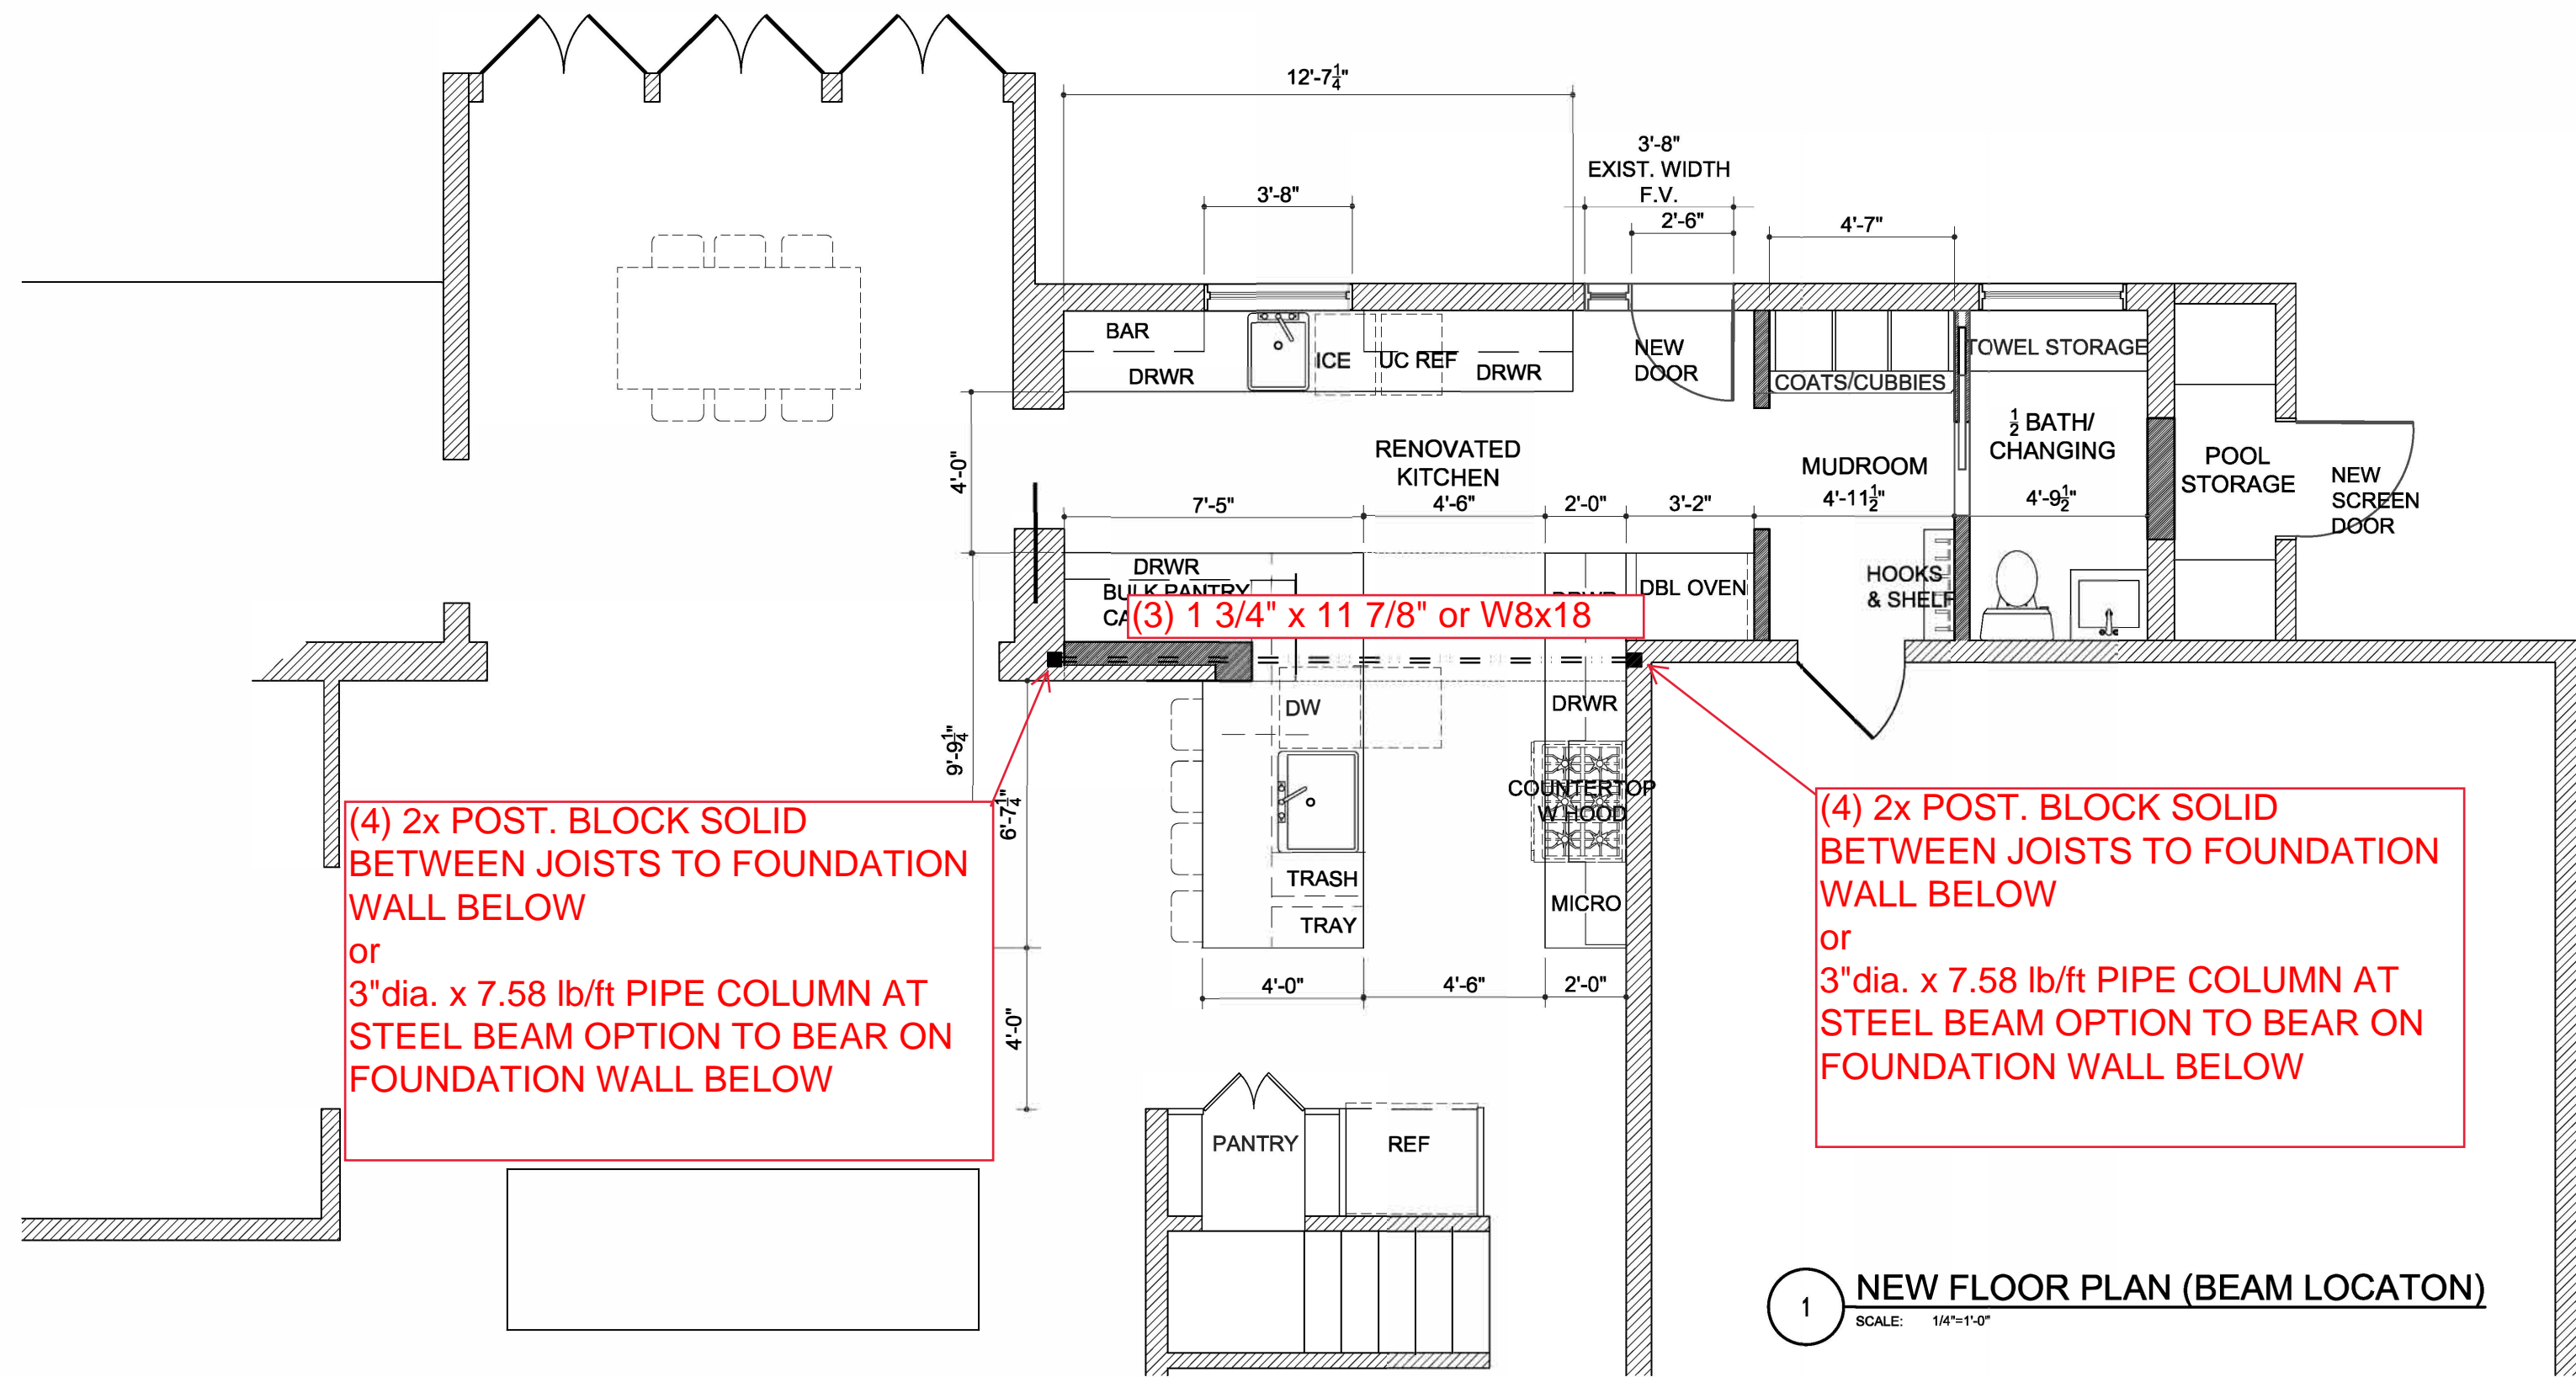 12'-7 1/4"
3'-8"
EXIST. WIDTH
F.V.
3'-8"
2'-6"
4'-7"
BAR
DRWR
ICE
UC REF
DRWR
NEW
DOOR
COATS/CUBBIES
TOWEL STORAGE
1/2 BATH/
CHANGING
RENOVATED
KITCHEN
MUDROOM
POOL
STORAGE
NEW
SCREEN
DOOR
4'-0"
7'-5"
4'-6"
2'-0"
3'-2"
4'-11 1/2"
4'-9 1/2"
DRWR
BULK PANTRY
CA
DRWR
DBL OVEN
HOOKS
& SHELF
(3) 1 3/4" x 11 7/8" or W8x18
DW
DRWR
9'-9 1/4"
6'-7 1/4"
COUNTERTOP
W HOOD
TRASH
TRAY
MICRO
(4) 2x POST. BLOCK SOLID
BETWEEN JOISTS TO FOUNDATION
WALL BELOW
or
3"dia. x 7.58 lb/ft PIPE COLUMN AT
STEEL BEAM OPTION TO BEAR ON
FOUNDATION WALL BELOW
(4) 2x POST. BLOCK SOLID
BETWEEN JOISTS TO FOUNDATION
WALL BELOW
or
3"dia. x 7.58 lb/ft PIPE COLUMN AT
STEEL BEAM OPTION TO BEAR ON
FOUNDATION WALL BELOW
4'-0"
4'-6"
2'-0"
4'-0"
PANTRY
REF
1
NEW FLOOR PLAN (BEAM LOCATON)
SCALE: 1/4"=1'-0"